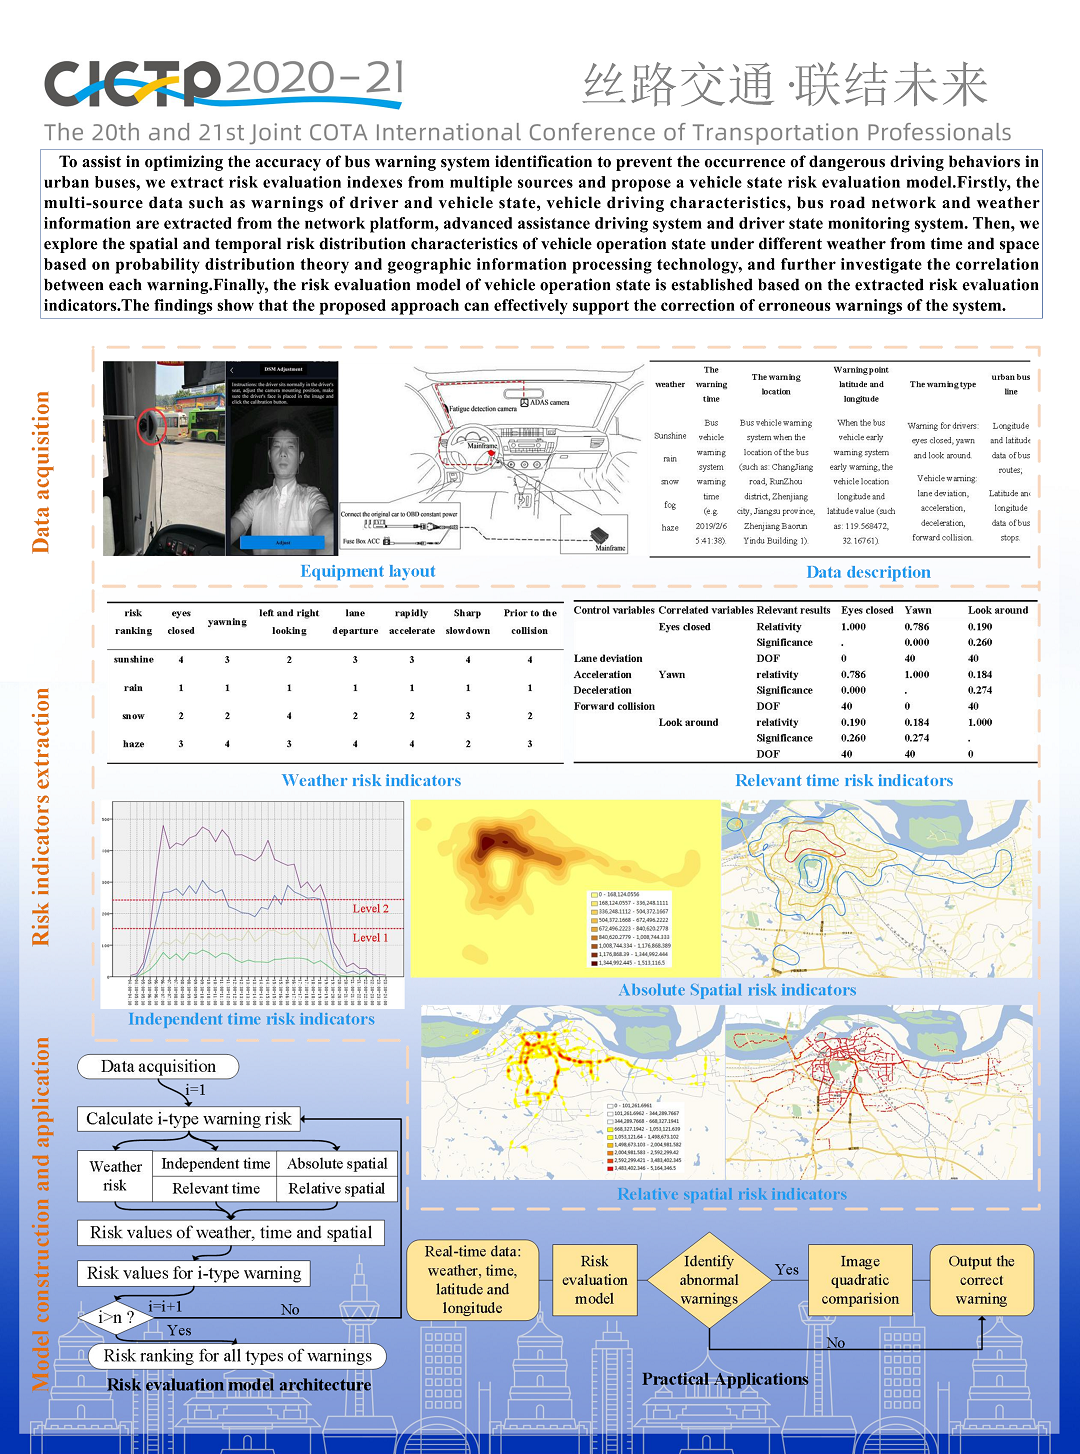 CICTP 2020-21
丝路交通·联结未来
The 20th and 21st Joint COTA International Conference of Transportation Professionals
To assist in optimizing the accuracy of bus warning system identification to prevent the occurrence of dangerous driving behaviors in
urban buses, we extract risk evaluation indexes from multiple sources and propose a vehicle state risk evaluation model.Firstly, the
multi-source data such as warnings of driver and vehicle state, vehicle driving characteristics, bus road network and weather
information are extracted from the network platform, advanced assistance driving system and driver state monitoring system. Then, we
explore the spatial and temporal risk distribution characteristics of vehicle operation state under different weather from time and space
based on probability distribution theory and geographic information processing technology, and further investigate the correlation
between each warning.Finally, the risk evaluation model of vehicle operation state is established based on the extracted risk evaluation
indicators.The findings show that the proposed approach can effectively support the correction of erroneous warnings of the system.
Data acquisition
DSM Adjustment
Instructions: the driver sits normally in the driver's
seat, adjust the camera mounting position, make
sure the driver's face is placed in the image and
click the calibration button.
Adjust
Fatigue detection camera
ADAS camera
Mainframe
Connect the original car to OBD constant power
Fuse Box ACC
Mainframe
Equipment layout
weather
The warning time
The warning location
Warning point latitude and longitude
The warning type
urban bus line
Sunshine
rain
snow
fog
haze
Bus
vehicle
warning
system
warning
time
(e.g.
2019/2/6
5:41:38).
Bus vehicle warning
system when the
location of the bus
(such as: ChangJiang
road, RunZhou
district, Zhenjiang
city, Jiangsu province,
Zhenjiang Baorun
Yindu Building 1).
When the bus
vehicle early
warning system
early warning, the
vehicle location
longitude and
latitude value (such
as: 119.568472,
32.16761).
Warning for drivers:
eyes closed, yawn
and look around.
Vehicle warning:
lane deviation,
acceleration,
deceleration,
forward collision.
Longitude
and latitude
data of bus
routes;
Latitude and
longitude
data of bus
stops.
Data description
Risk indicators extraction
risk ranking eyes closed yawning left and right looking lane departure rapidly accelerate Sharp slowdown Prior to the collision
sunshine 4 3 2 3 3 4 4
rain 1 1 1 1 1 1 1
snow 2 2 4 2 2 3 2
haze 3 4 3 4 4 2 3
Weather risk indicators
Control variables Correlated variables Relevant results Eyes closed Yawn Look around
Eyes closed Relativity 1.000 0.786 0.190
Significance . 0.000 0.260
Lane deviation DOF 0 40 40
Acceleration Yawn relativity 0.786 1.000 0.184
Deceleration Significance 0.000 . 0.274
Forward collision DOF 40 0 40
Look around relativity 0.190 0.184 1.000
Significance 0.260 0.274 .
DOF 40 40 0
Relevant time risk indicators
Level 2
Level 1
Independent time risk indicators
0 - 168,124.0556
168,124.0557 - 336,248.1111
336,248.1112 - 504,372.1667
504,372.1668 - 672,496.2222
672,496.2223 - 840,620.2778
840,620.2779 - 1,008,744.333
1,008,744.334 - 1,176,868.389
1,176,868.39 - 1,344,992.444
1,344,992.445 - 1,513,116.5
Absolute Spatial risk indicators
0 - 101,261.6961
101,261.6962 - 344,289.7667
344,289.7668 - 668,327.1941
668,327.1942 - 1,053,121.639
1,053,121.64 - 1,498,673.102
1,498,673.103 - 2,004,981.582
2,004,981.583 - 2,592,299.42
2,592,299.421 - 3,483,402.345
3,483,402.346 - 5,164,346.5
Relative spatial risk indicators
Model construction and application
Data acquisition
i=1
Calculate i-type warning risk
Weather
risk
Independent time
Absolute spatial
Relevant time
Relative spatial
Risk values of weather, time and spatial
Risk values for i-type warning
i>n ?
i=i+1
No
Yes
Risk ranking for all types of warnings
Risk evaluation model architecture
Real-time data:
weather, time,
latitude and
longitude
Risk
evaluation
model
Identify
abnormal
warnings
Yes
Image
quadratic
comparision
Output the
correct
warning
No
Practical Applications